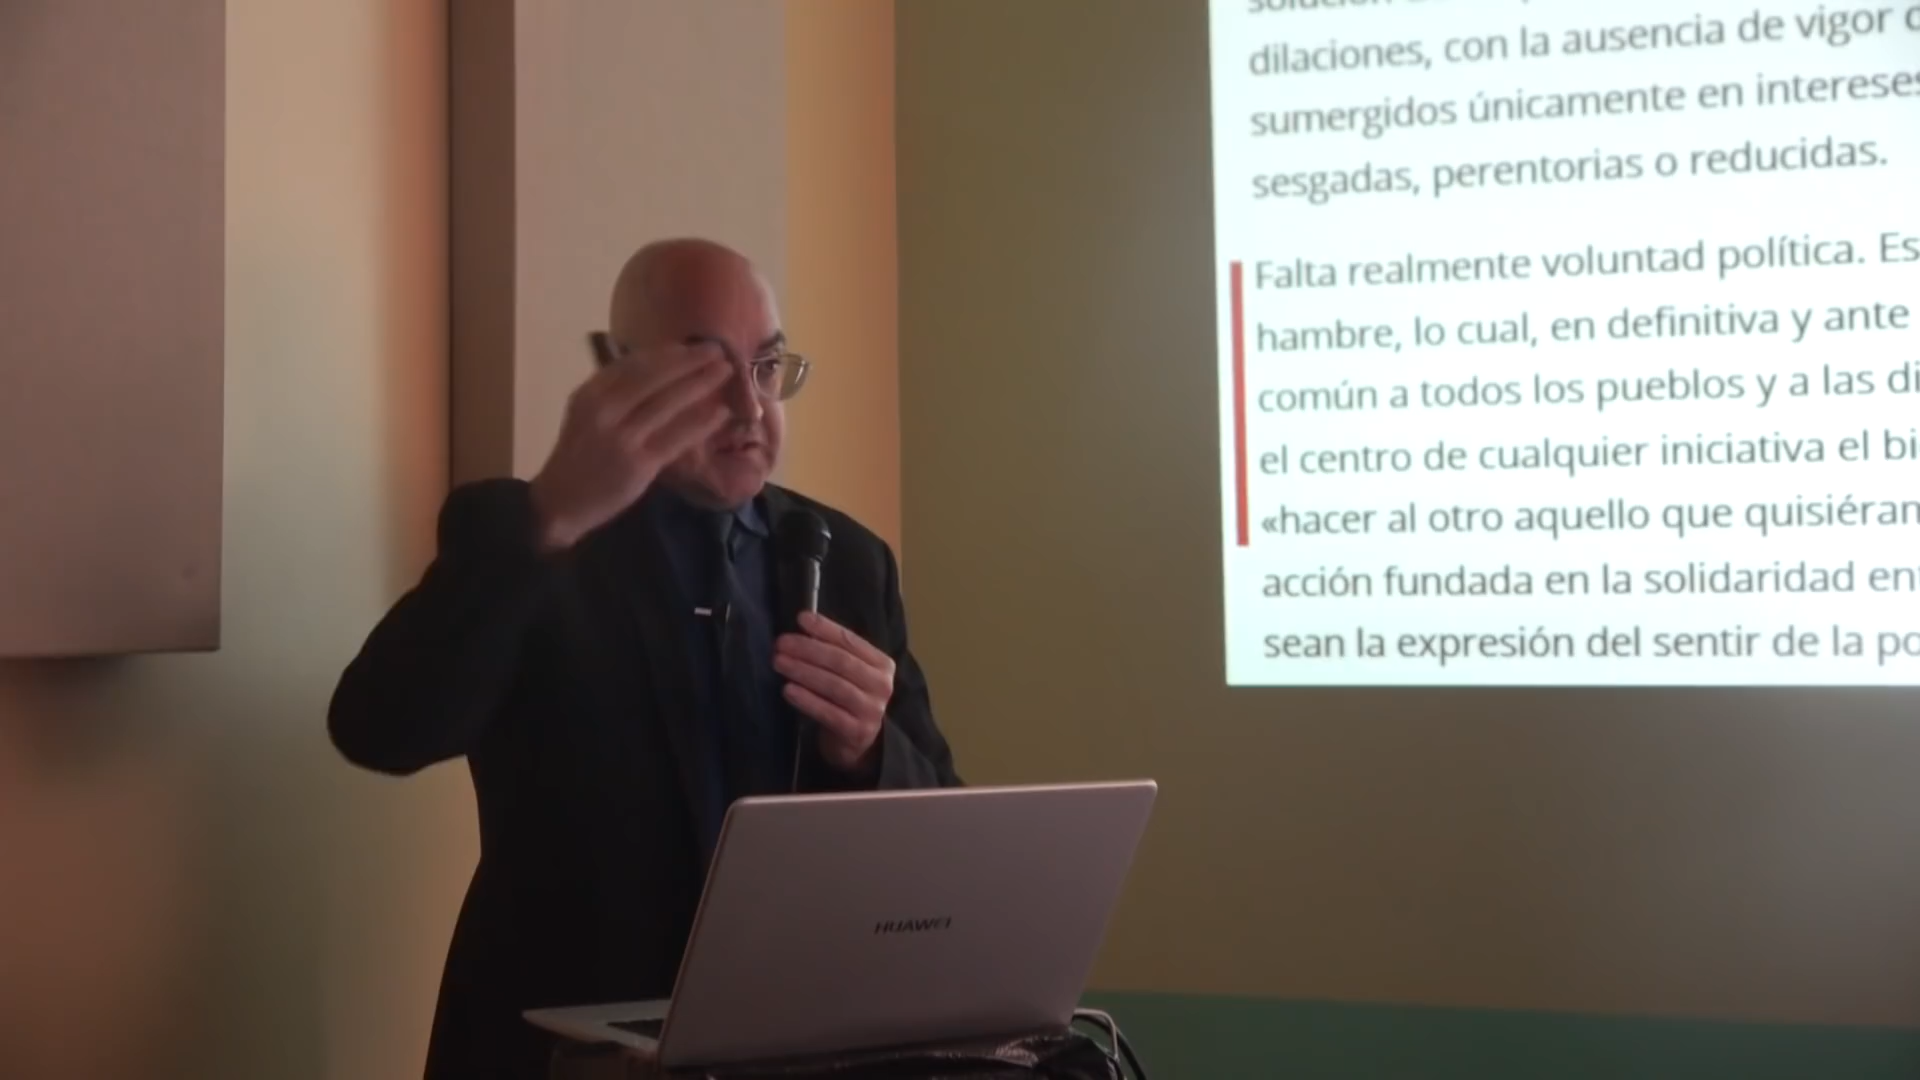 dilaciones, con la ausencia de vigor
sumergidos únicamente en intereses
sesgadas, perentorias o reducidas.
Falta realmente voluntad política. Es
hambre, lo cual, en definitiva y ante
común a todos los pueblos y a las di
el centro de cualquier iniciativa el bi
«hacer al otro aquello que quisiéran
acción fundada en la solidaridad ent
sean la expresión del sentir de la po
HUAWEI